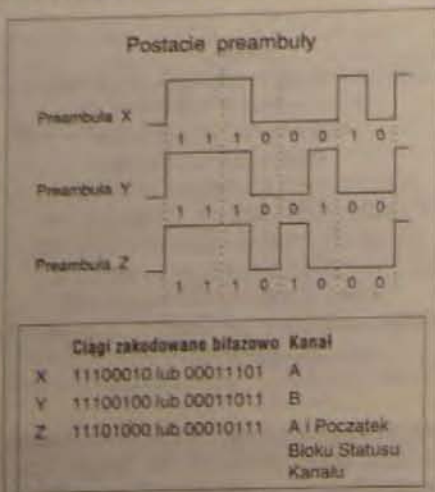 Postacie preambuły
Preambuła X
1 1 1 0 0 0 1 0
Preambuła Y
1 1 1 0 0 1 0 0
Preambuła Z
1 1 1 0 1 0 0 0
Ciągi zakodowane bifazowo Kanał
X 11100010 lub 00011101 A
Y 11100100 lub 00011011 B
Z 11101000 lub 00010111 A i Początek
Bloku Statusu
Kanału